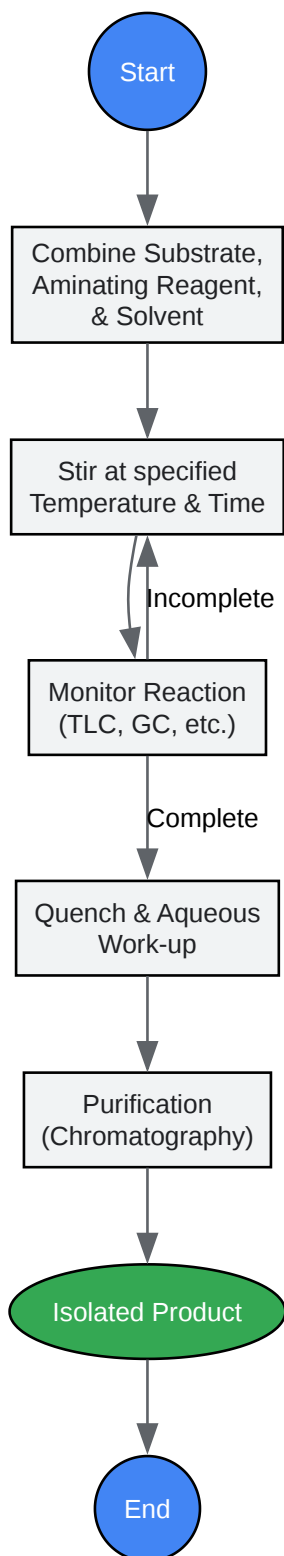 Start
Combine Substrate,
Aminating Reagent,
& Solvent
Stir at specified
Temperature & Time
Incomplete
Monitor Reaction
(TLC, GC, etc.)
Complete
Quench & Aqueous
Work-up
Purification
(Chromatography)
Isolated Product
End